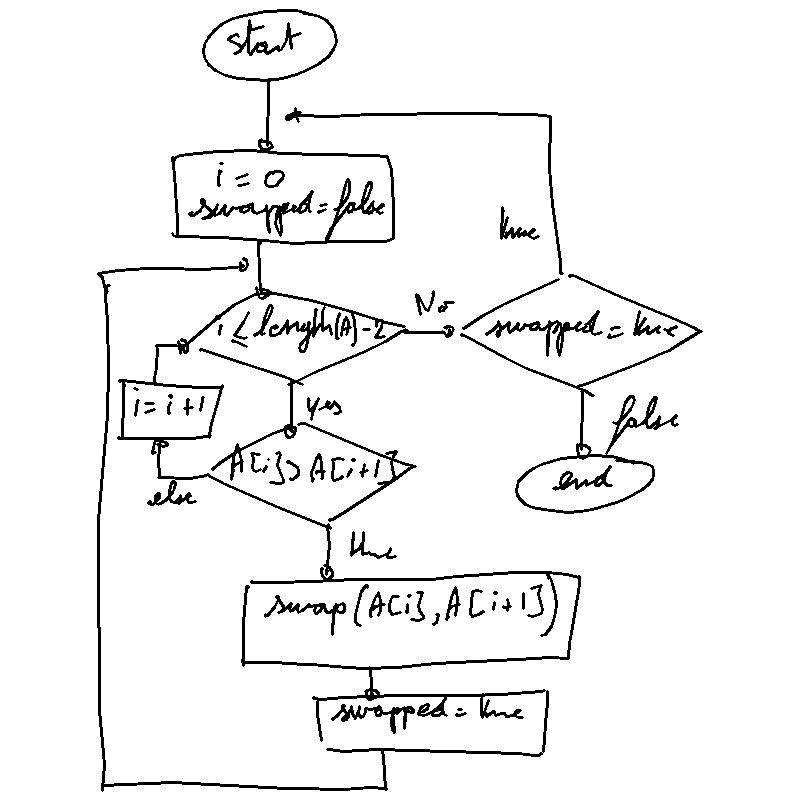 start
i = 0
swapped = false
i ≤ length(A)-2
No
swapped = true
true
i = i + 1
yes
false
A[i] > A[i+1]
end
else
true
swap(A[i], A[i+1])
swapped = true